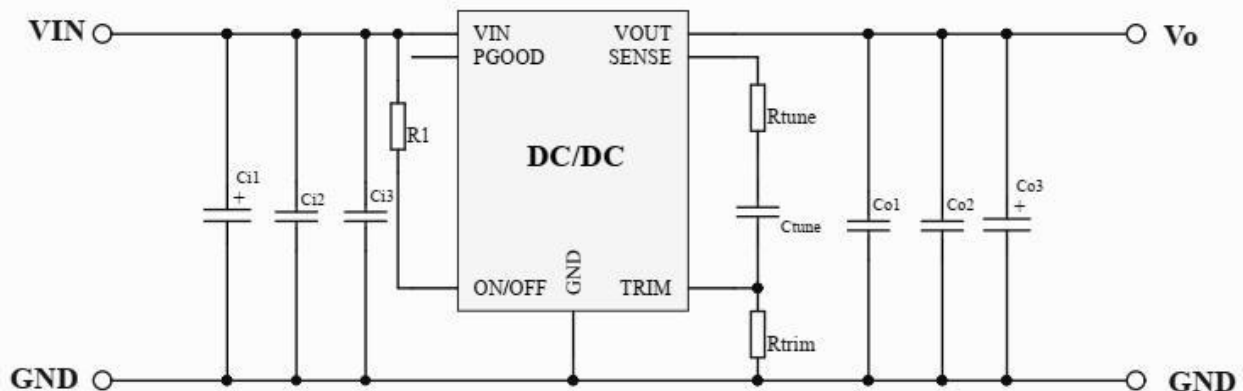 VIN
VIN
VOUT
Vo
PGOOD
SENSE
R1
Rtune
DC/DC
Ci1
+
Ci2
Ci3
Ctune
Co1
Co2
Co3
+
ON/OFF
GND
TRIM
Rtrim
GND
GND